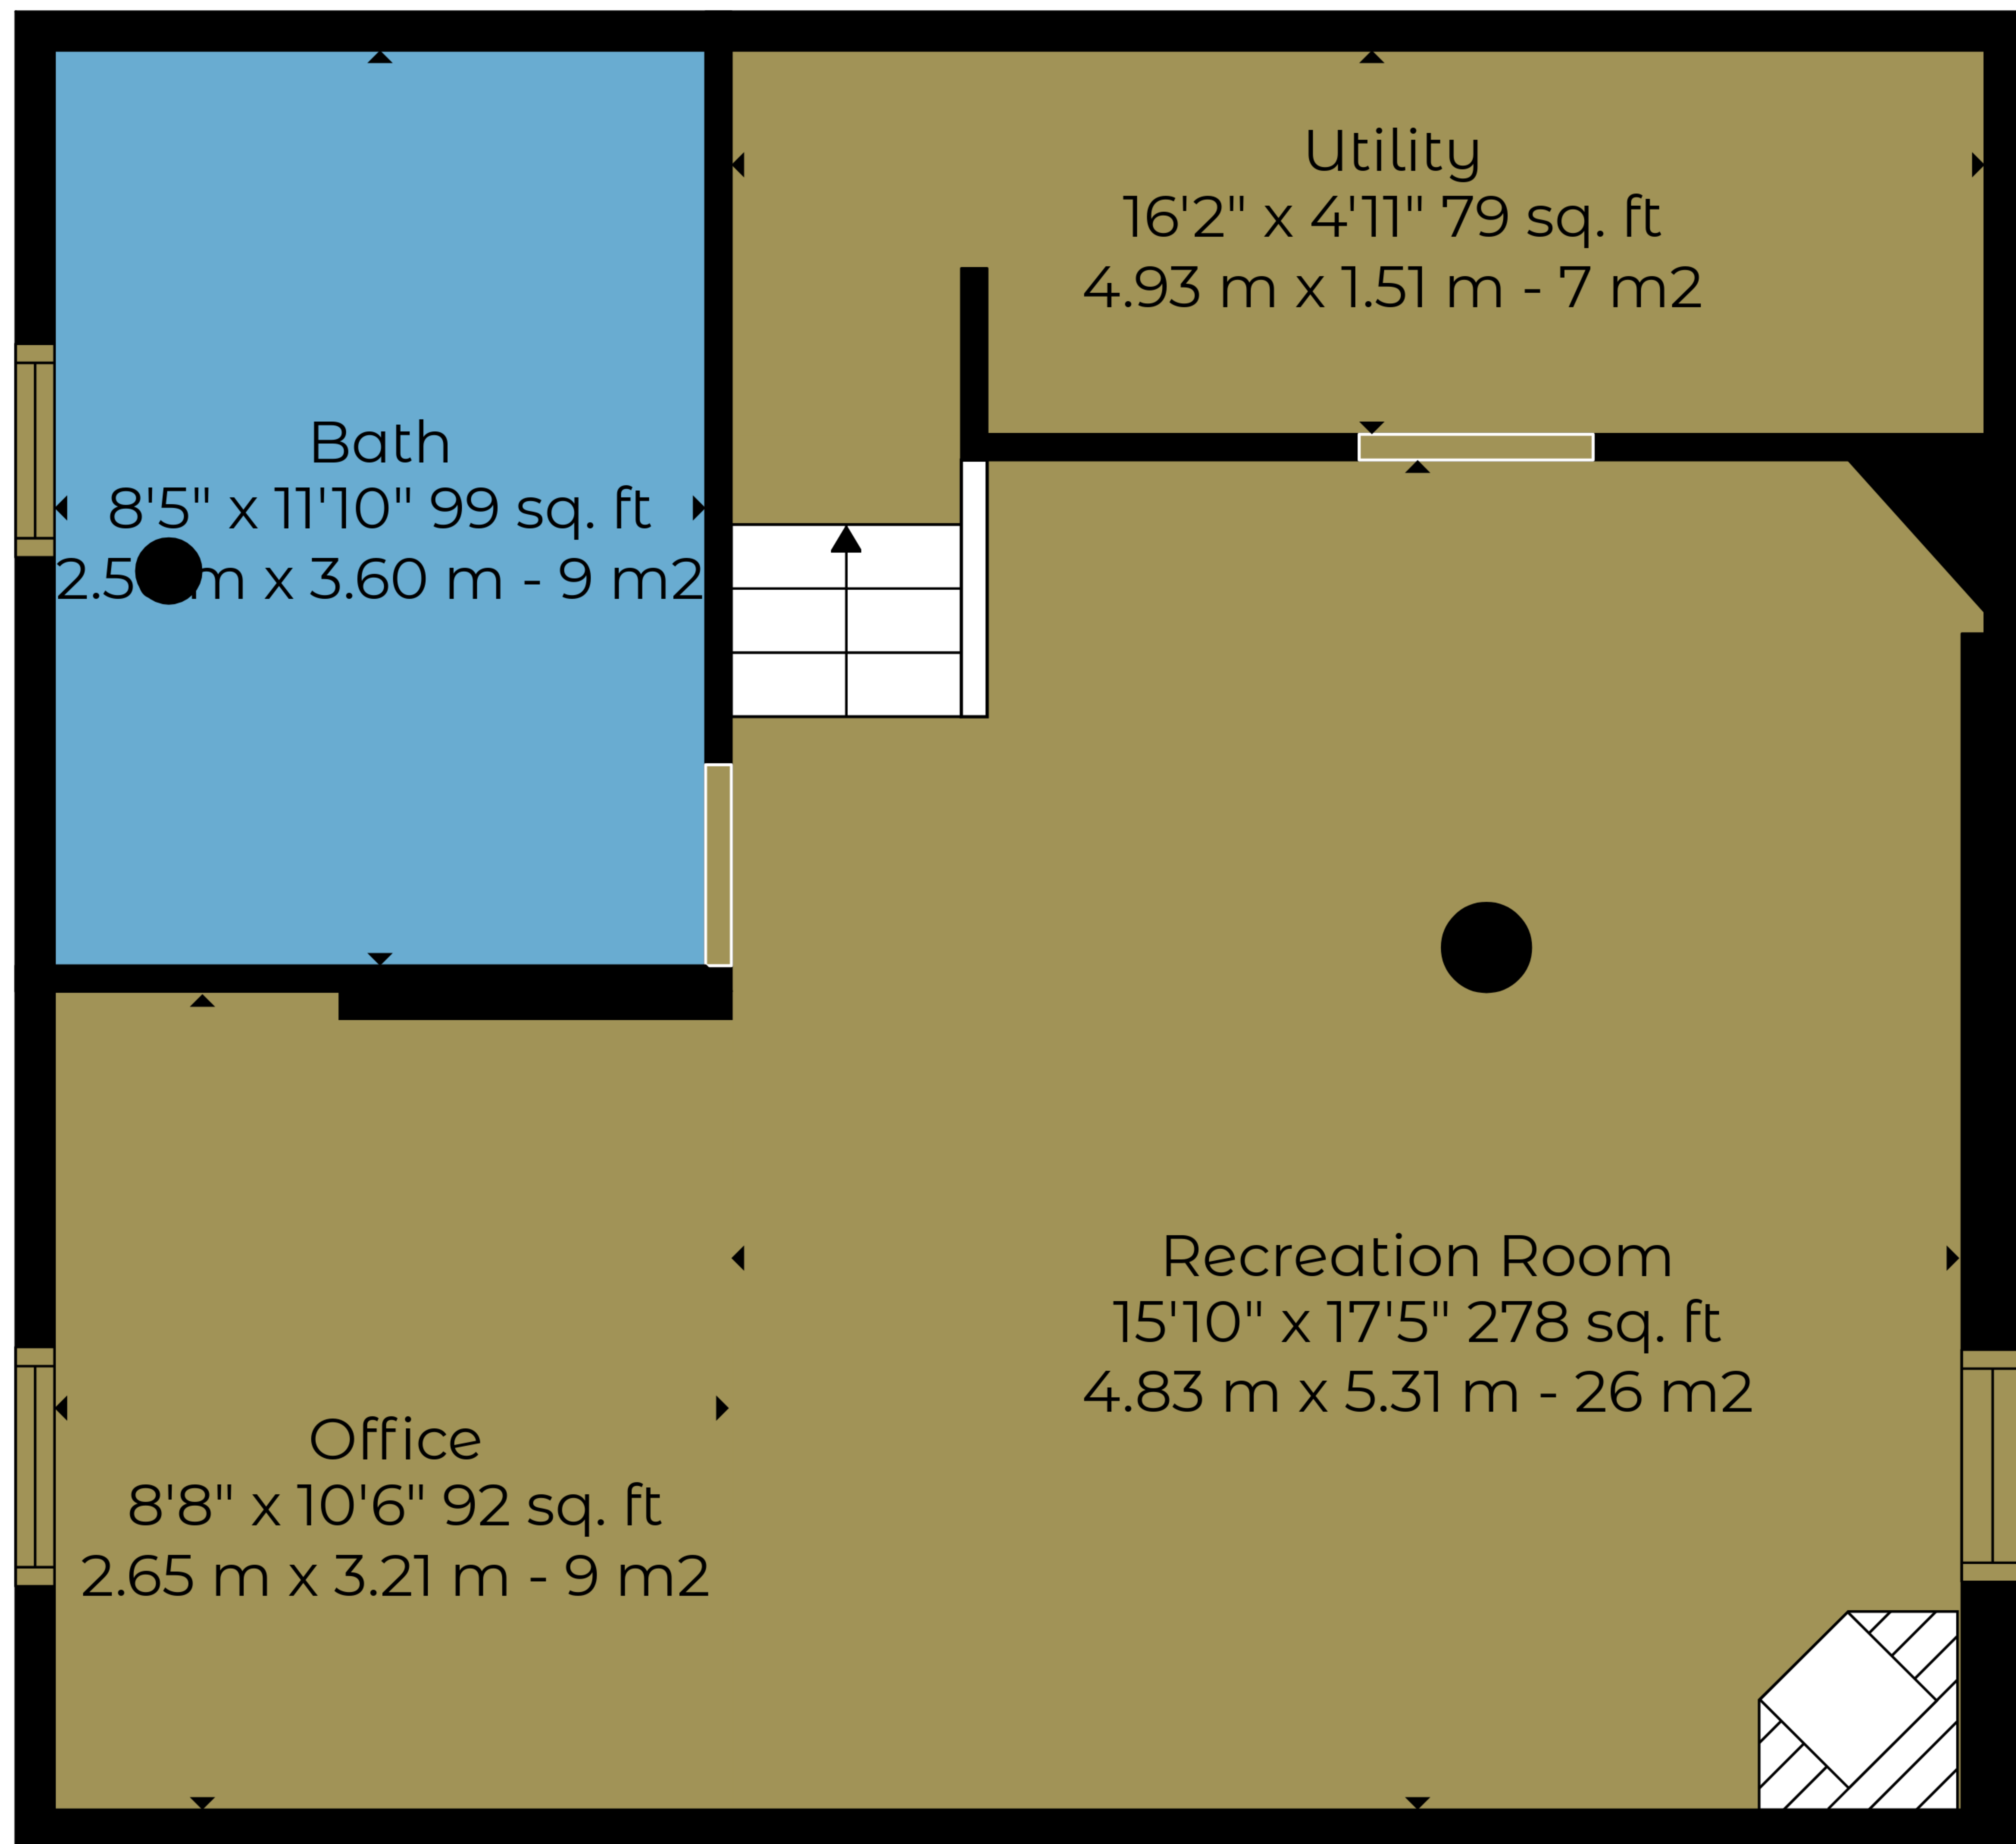 Utility
16'2" x 4'11" 79 sq. ft
4.93 m x 1.51 m - 7 m2
Bath
8'5" x 11'10" 99 sq. ft
m x 3.60 m - 9 m2
Recreation Room
15'10" x 17'5" 278 sq. ft
4.83 m x 5.31 m - 26 m2
Office
8'8" x 10'6" 92 sq. ft
2.65 m x 3.21 m - 9 m2